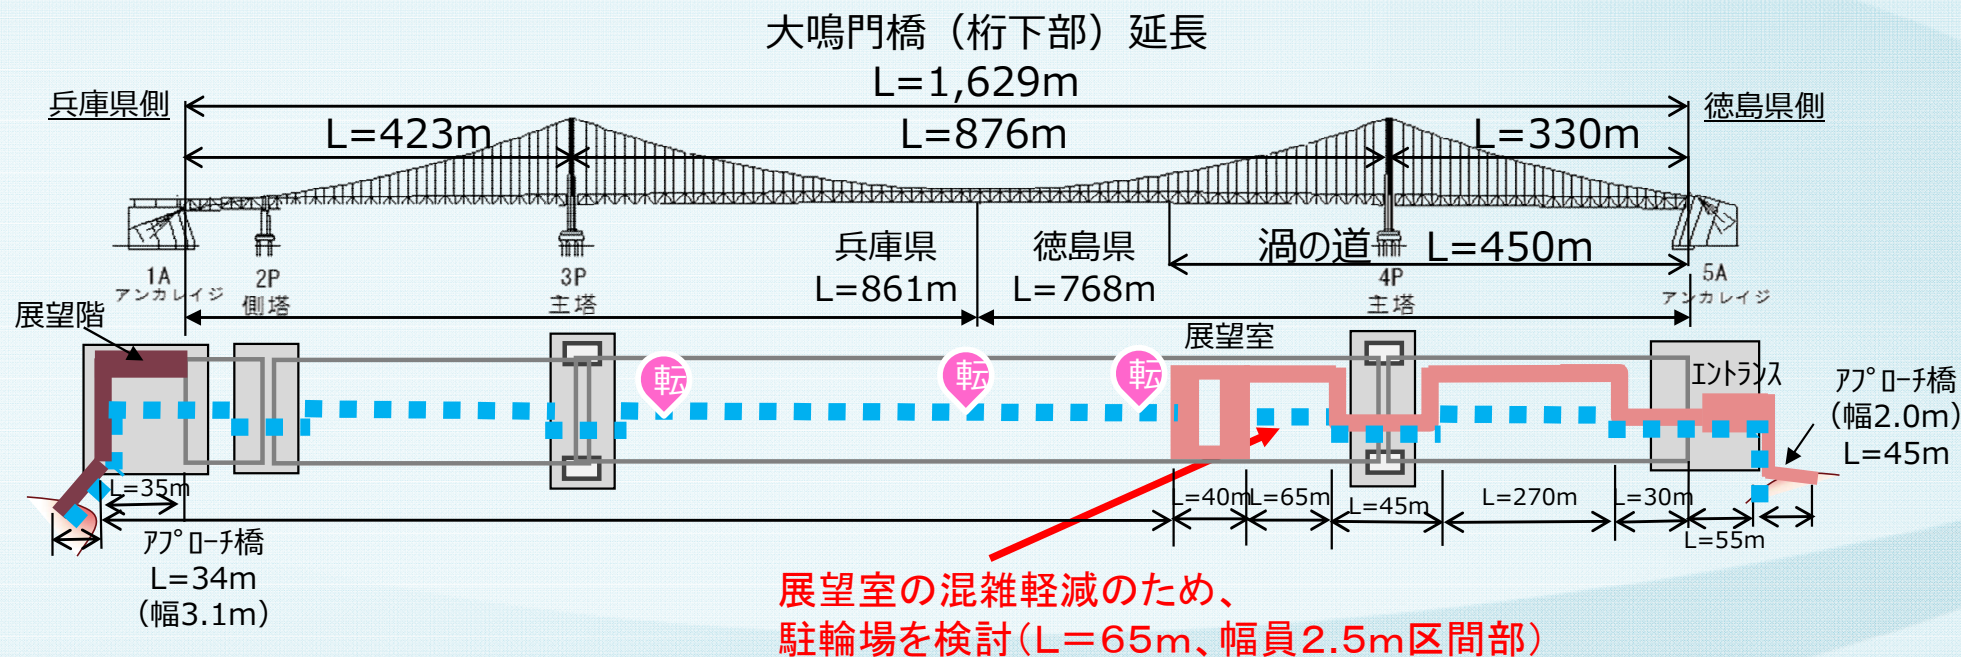 大鳴門橋（桁下部）延長
L=1,629m
兵庫県側
徳島県側
L=423m
L=876m
L=330m
兵庫県
L=861m
徳島県
L=768m
渦の道 L=450m
1A
アンカレイジ
2P
側塔
3P
主塔
4P
主塔
5A
アンカレイジ
展望階
展望室
エントランス
転
転
転
アプローチ橋
（幅2.0m）
L=45m
L=35m
L=40m
L=65m
L=45m
L=270m
L=30m
L=55m
アプローチ橋
L=34m
（幅3.1m）
展望室の混雑軽減のため、
駐輪場を検討（L＝65m、幅員2.5m区間部）